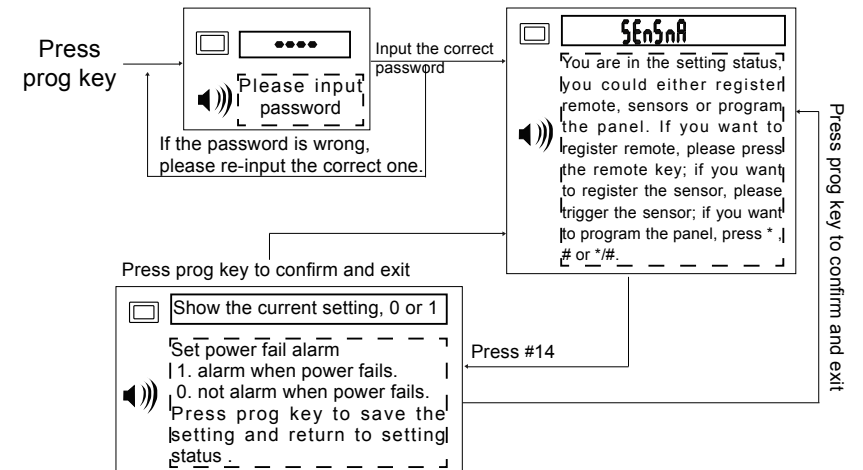 Press
prog key
●●●●
Please input
password
Input the correct
password
If the password is wrong,
please re-input the correct one.
SEnSnA
You are in the setting status,
you could either register
remote, sensors or program
the panel. If you want to
register remote, please press
the remote key; if you want
to register the sensor, please
trigger the sensor; if you want
to program the panel, press * ,
# or */#.
Press prog key to confirm and exit
Press prog key to confirm and exit
Show the current setting, 0 or 1
Set power fail alarm
1. alarm when power fails.
0. not alarm when power fails.
Press prog key to save the
setting and return to setting
status .
Press #14